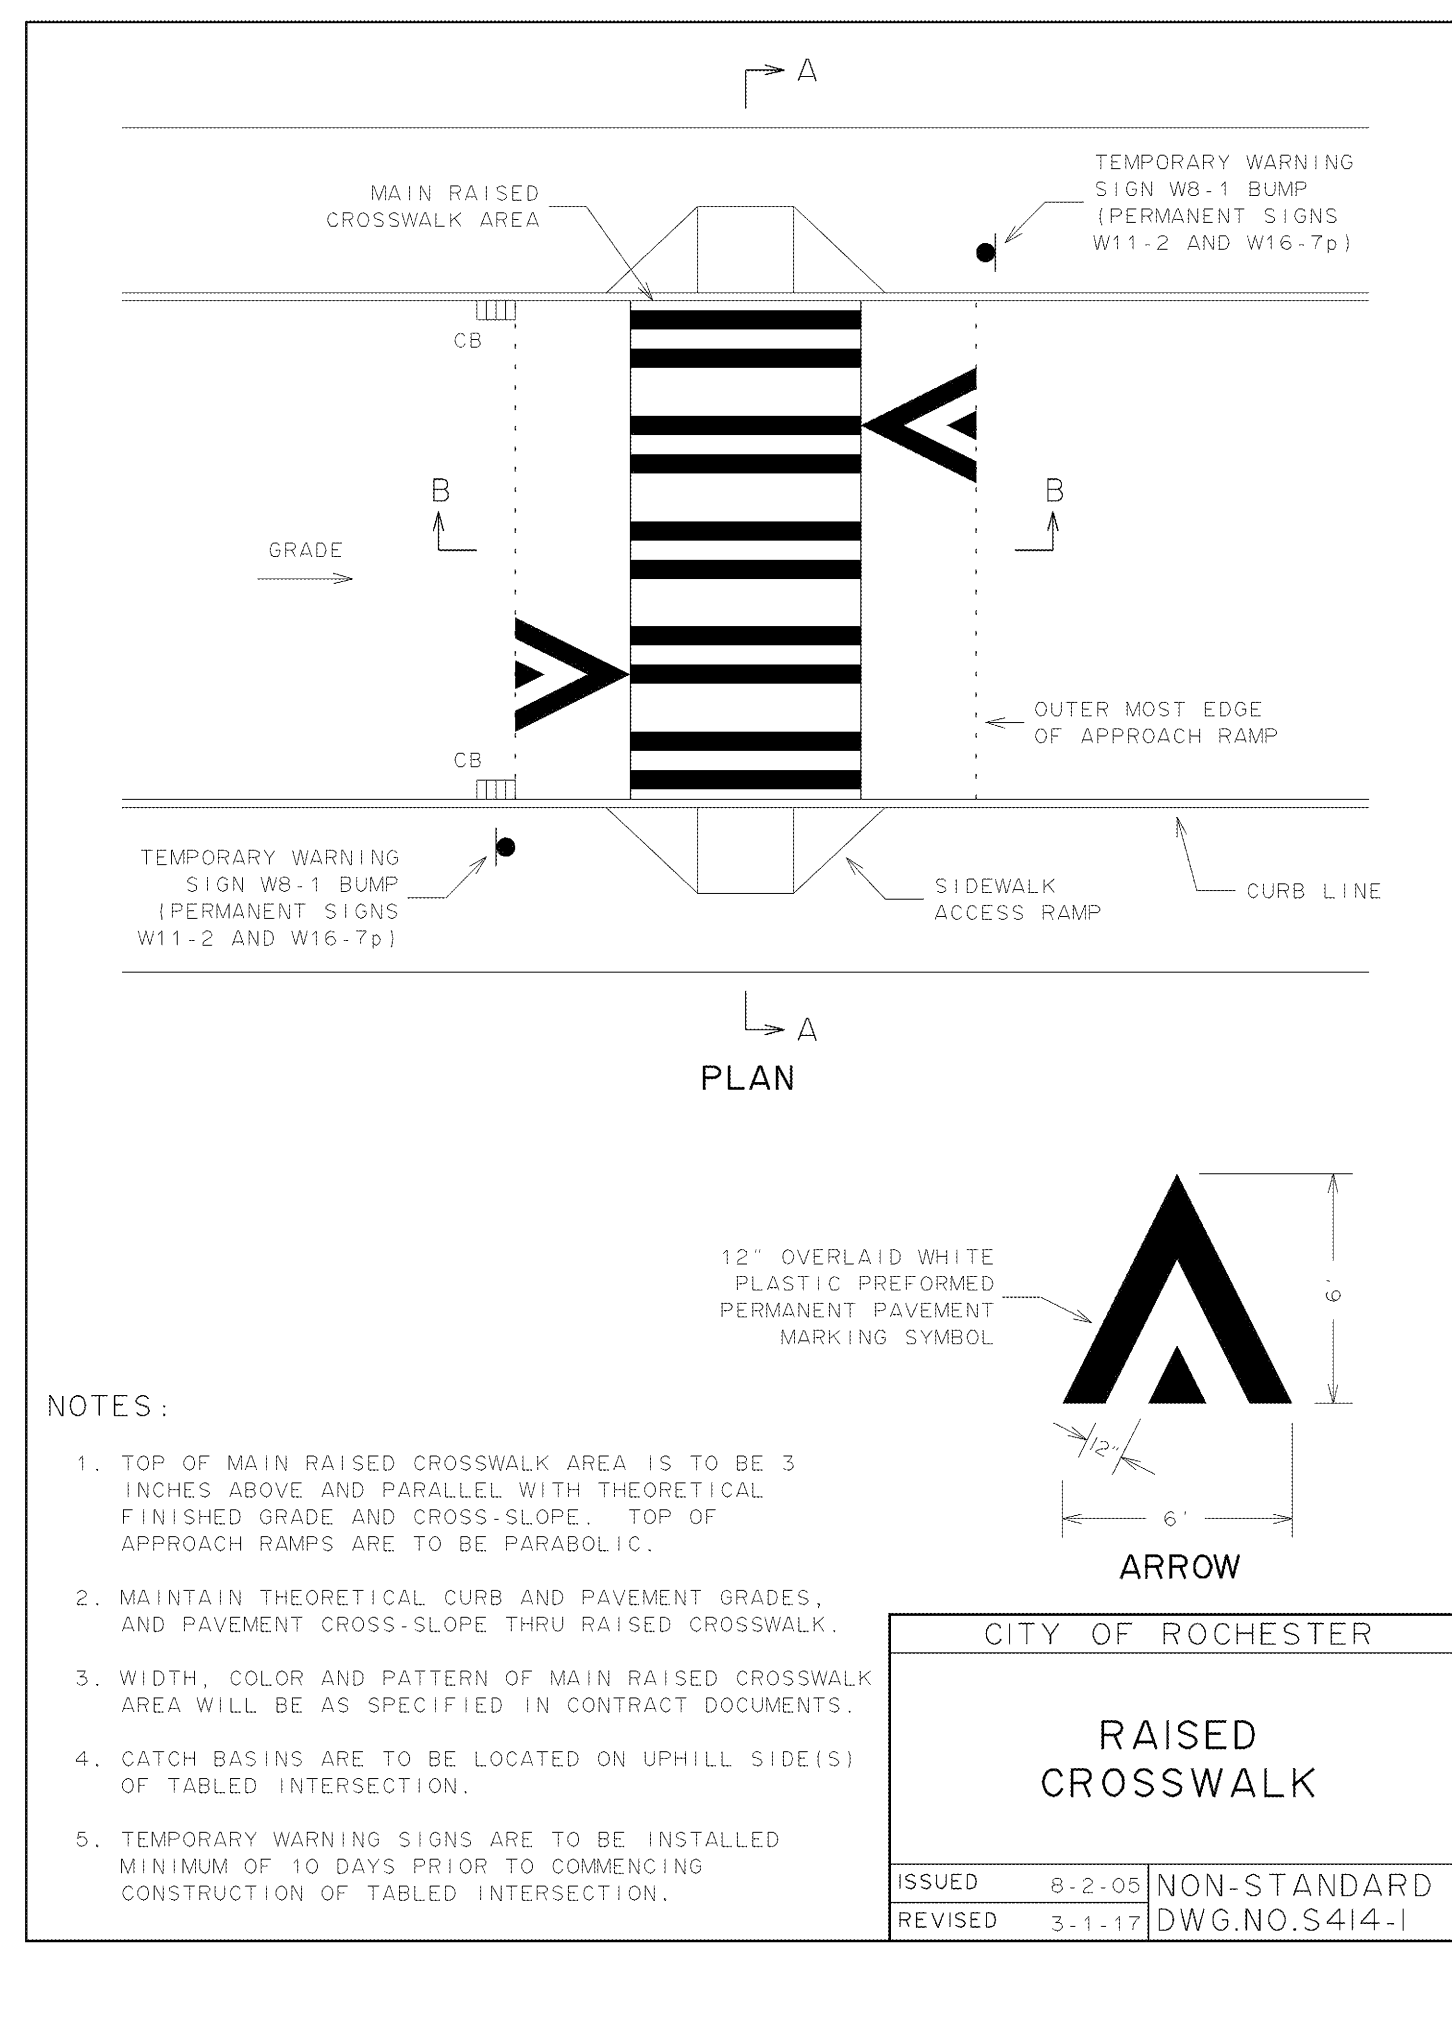 A
TEMPORARY WARNING
SIGN W8-1 BUMP
(PERMANENT SIGNS
W11-2 AND W16-7p)
MAIN RAISED
CROSSWALK AREA
CB
B
B
GRADE
OUTER MOST EDGE
OF APPROACH RAMP
CB
TEMPORARY WARNING
SIGN W8-1 BUMP
(PERMANENT SIGNS
W11-2 AND W16-7p)
SIDEWALK
ACCESS RAMP
CURB LINE
A
PLAN
12" OVERLAID WHITE
PLASTIC PREFORMED
PERMANENT PAVEMENT
MARKING SYMBOL
6'
12"
6'
ARROW
NOTES:
1. TOP OF MAIN RAISED CROSSWALK AREA IS TO BE 3
INCHES ABOVE AND PARALLEL WITH THEORETICAL
FINISHED GRADE AND CROSS-SLOPE. TOP OF
APPROACH RAMPS ARE TO BE PARABOLIC.
2. MAINTAIN THEORETICAL CURB AND PAVEMENT GRADES,
AND PAVEMENT CROSS-SLOPE THRU RAISED CROSSWALK.
3. WIDTH, COLOR AND PATTERN OF MAIN RAISED CROSSWALK
AREA WILL BE AS SPECIFIED IN CONTRACT DOCUMENTS.
4. CATCH BASINS ARE TO BE LOCATED ON UPHILL SIDE(S)
OF TABLED INTERSECTION.
5. TEMPORARY WARNING SIGNS ARE TO BE INSTALLED
MINIMUM OF 10 DAYS PRIOR TO COMMENCING
CONSTRUCTION OF TABLED INTERSECTION.
CITY OF ROCHESTER
RAISED
CROSSWALK
ISSUED 8-2-05
REVISED 3-1-17
NON-STANDARD
DWG.NO.S414-1